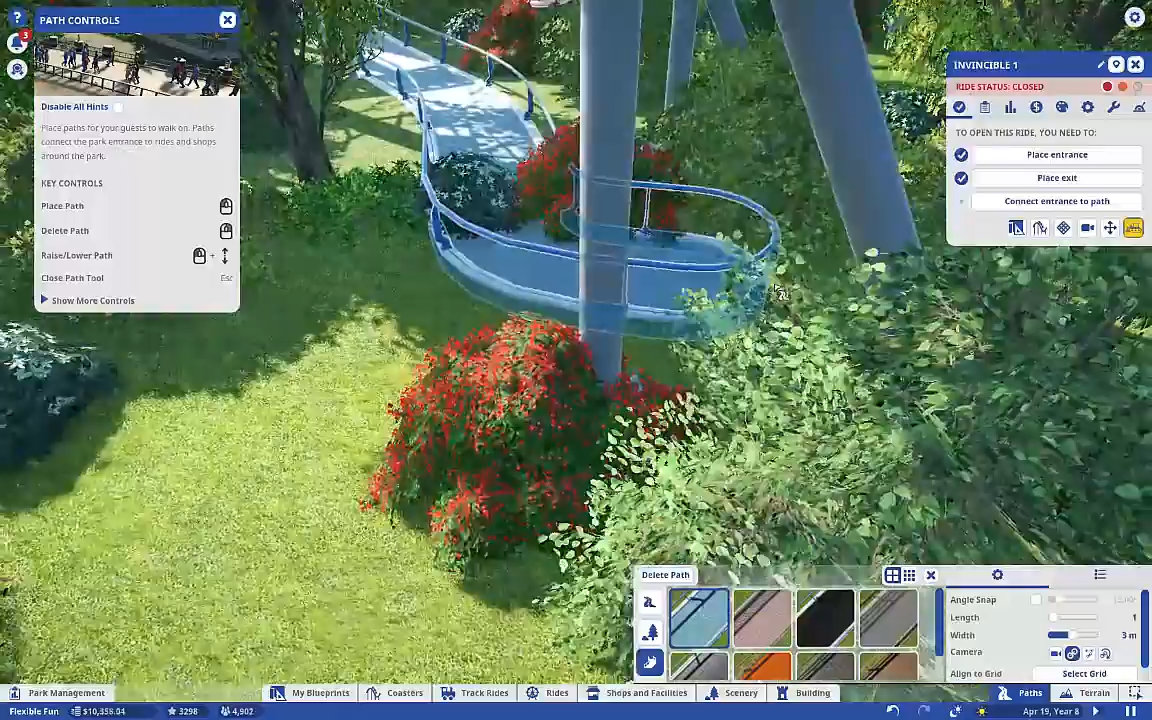 ?
PATH CONTROLS
3
Disable All Hints
Place paths for your guests to walk on. Paths
connect the park entrance to rides and shops
around the park.
KEY CONTROLS
Place Path
Delete Path
Raise/Lower Path
+
Close Path Tool
Esc
Show More Controls
INVINCIBLE 1
RIDE STATUS: CLOSED
TO OPEN THIS RIDE, YOU NEED TO:
Place entrance
Place exit
Connect entrance to path
Delete Path
Angle Snap
Length
1
Width
3 m
Camera
Align to Grid
Select Grid
Park Management
My Blueprints
Coasters
Track Rides
Rides
Shops and Facilities
Scenery
Building
Paths
Terrain
Flexible Fun
$10,358.04
3298
4,902
Apr 19, Year 8